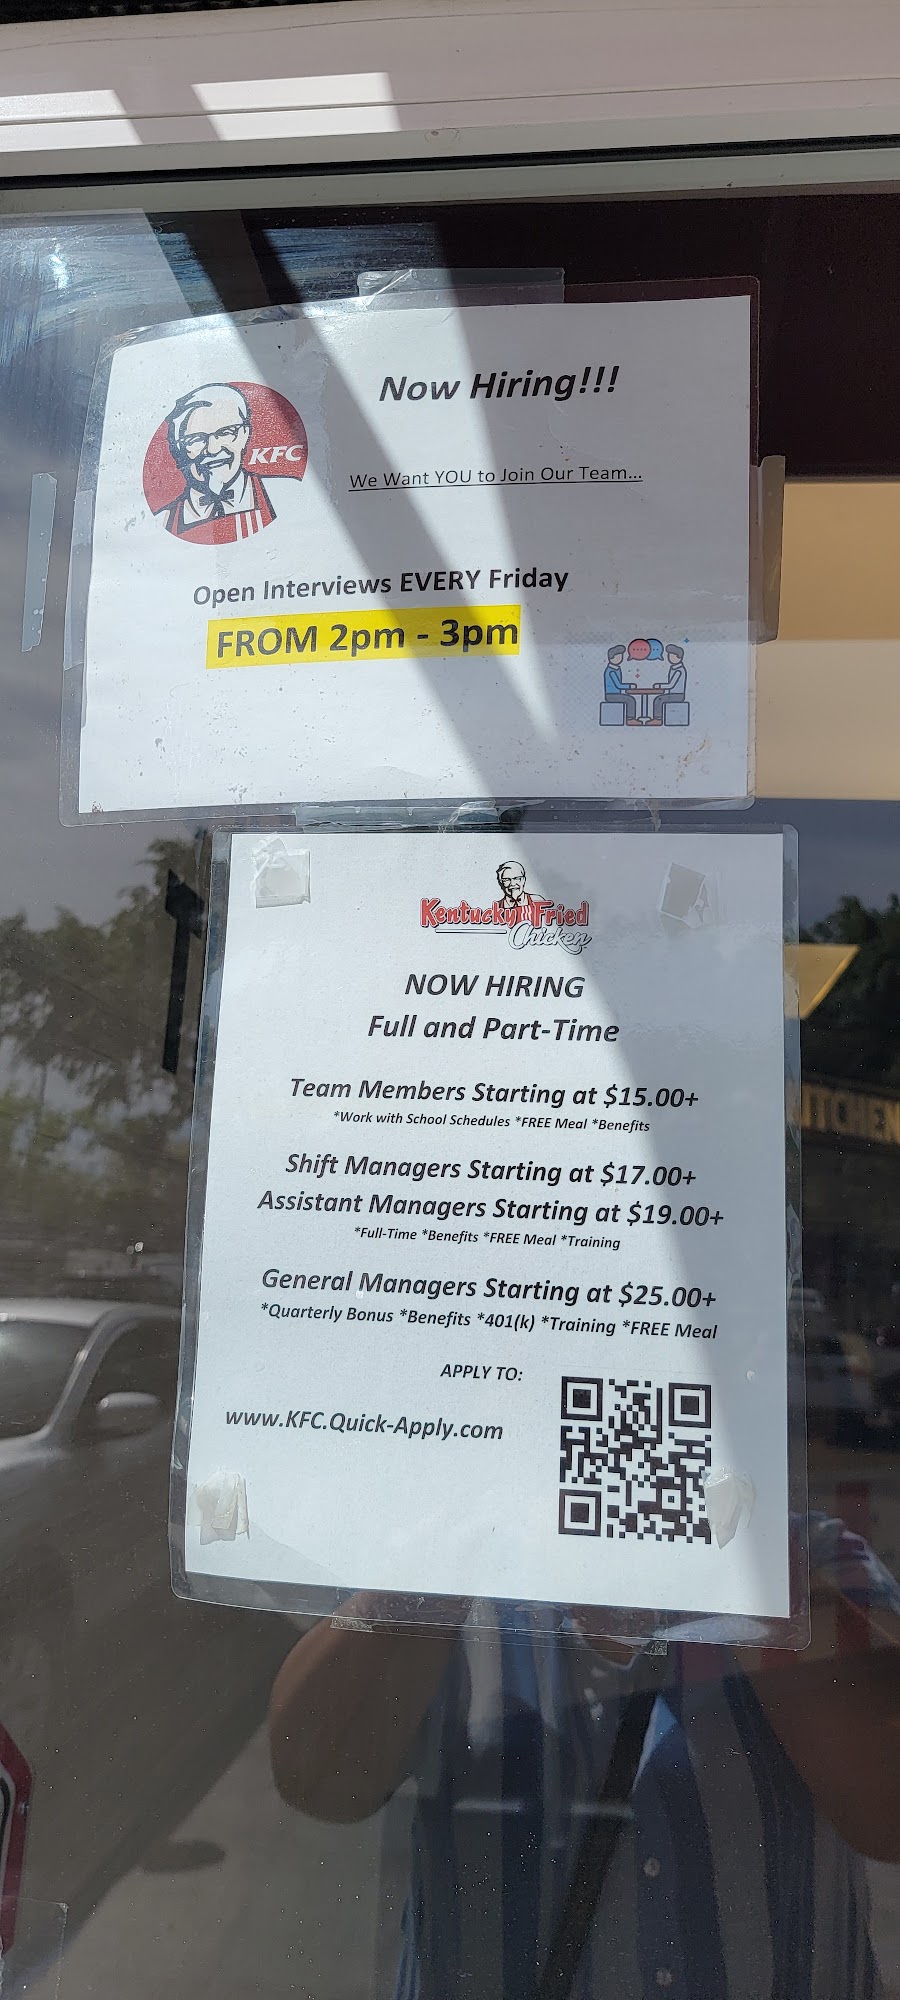 Now Hiring!!!
KFC
We Want YOU to Join Our Team...
Open Interviews EVERY Friday
FROM 2pm - 3pm
Kentucky Fried
Chicken
NOW HIRING
Full and Part-Time
Team Members Starting at $15.00+
*Work with School Schedules *FREE Meal *Benefits
Shift Managers Starting at $17.00+
Assistant Managers Starting at $19.00+
*Full-Time *Benefits *FREE Meal *Training
General Managers Starting at $25.00+
*Quarterly Bonus *Benefits *401(k) *Training *FREE Meal
APPLY TO:
www.KFC.Quick-Apply.com